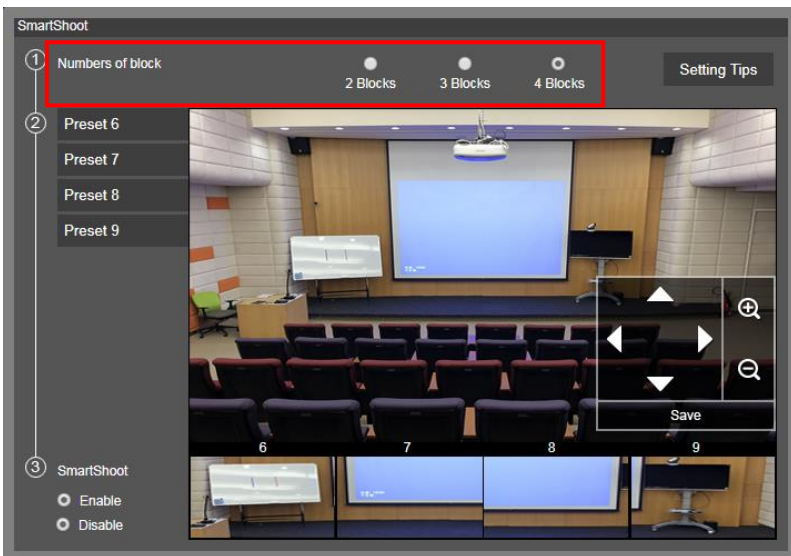 SmartShoot
1 Numbers of block
2 Blocks 3 Blocks 4 Blocks
Setting Tips
2 Preset 6
Preset 7
Preset 8
Preset 9
Save
6 7 8 9
3 SmartShoot
Enable
Disable